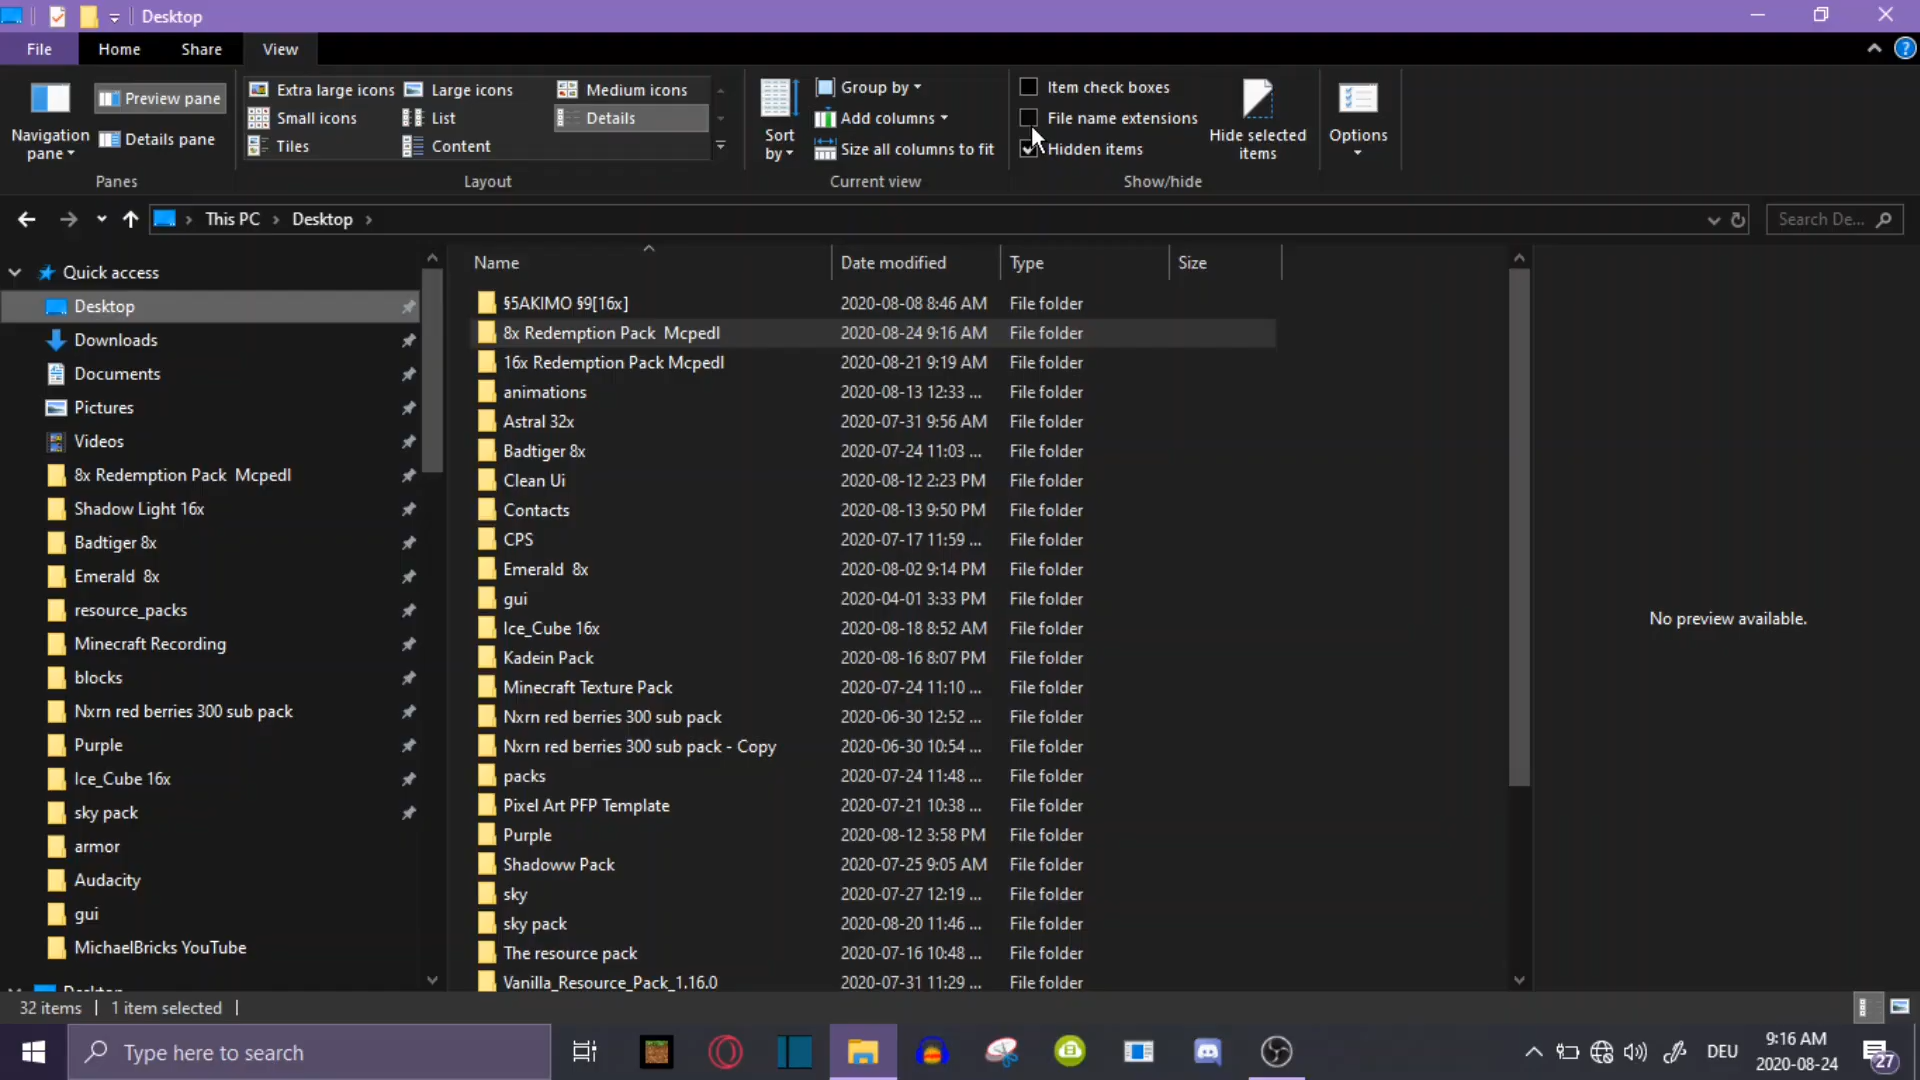 Desktop
File Home Share View
Navigation pane
Preview pane
Details pane
Panes
Extra large icons Large icons Medium icons
Small icons List Details
Tiles Content
Layout
Sort by
Group by
Add columns
Size all columns to fit
Current view
Item check boxes
File name extensions
Hidden items
Hide selected items
Show/hide
Options
This PC > Desktop >
Search De...
Quick access
Desktop
Downloads
Documents
Pictures
Videos
8x Redemption Pack  Mcpedl
Shadow Light 16x
Badtiger 8x
Emerald  8x
resource_packs
Minecraft Recording
blocks
Nxrn red berries 300 sub pack
Purple
Ice_Cube 16x
sky pack
armor
Audacity
gui
MichaelBricks YouTube
Desktop
Name Date modified Type Size
§5AKIMO §9[16x] 2020-08-08 8:46 AM File folder
8x Redemption Pack  Mcpedl 2020-08-24 9:16 AM File folder
16x Redemption Pack Mcpedl 2020-08-21 9:19 AM File folder
animations 2020-08-13 12:33 ... File folder
Astral 32x 2020-07-31 9:56 AM File folder
Badtiger 8x 2020-07-24 11:03 ... File folder
Clean Ui 2020-08-12 2:23 PM File folder
Contacts 2020-08-13 9:50 PM File folder
CPS 2020-07-17 11:59 ... File folder
Emerald  8x 2020-08-02 9:14 PM File folder
gui 2020-04-01 3:33 PM File folder
Ice_Cube 16x 2020-08-18 8:52 AM File folder
Kadein Pack 2020-08-16 8:07 PM File folder
Minecraft Texture Pack 2020-07-24 11:10 ... File folder
Nxrn red berries 300 sub pack 2020-06-30 12:52 ... File folder
Nxrn red berries 300 sub pack - Copy 2020-06-30 10:54 ... File folder
packs 2020-07-24 11:48 ... File folder
Pixel Art PFP Template 2020-07-21 10:38 ... File folder
Purple 2020-08-12 3:58 PM File folder
Shadoww Pack 2020-07-25 9:05 AM File folder
sky 2020-07-27 12:19 ... File folder
sky pack 2020-08-20 11:46 ... File folder
The resource pack 2020-07-16 10:48 ... File folder
Vanilla_Resource_Pack_1.16.0 2020-07-31 11:29 ... File folder
No preview available.
32 items 1 item selected
Type here to search
DEU
9:16 AM
2020-08-24
27